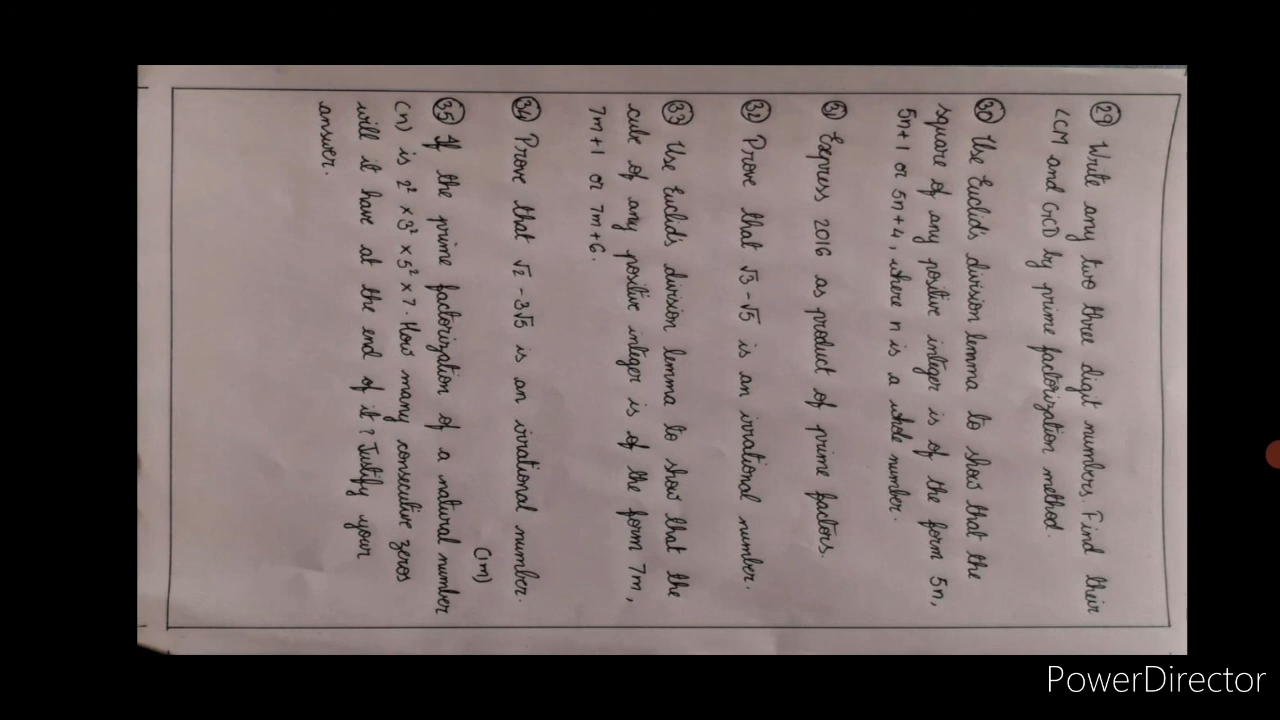 29 Write any two three digit numbers. Find their
LCM and GCD by prime factorization method.
30 Use Euclid's division lemma to show that the
square of any positive integer is of the form 5n,
5n+1 or 5n+4, where n is a whole number.
31 Express 2016 as product of prime factors.
32 Prove that √3-√5 is an irrational number.
33 Use Euclid's division lemma to show that the
cube of any positive integer is of the form 7m,
7m+1 or 7m+6.
34 Prove that √2 - 3√5 is an irrational number.
(1m)
35 If the prime factorization of a natural number
(n) is 2² × 3² × 5² × 7. How many consecutive zeros
will it have at the end of it? Justify your
answer.
PowerDirector